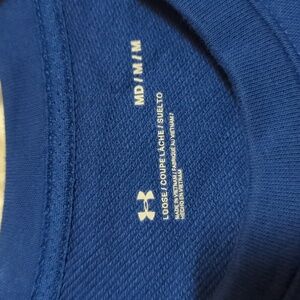 MD / M / M
LOOSE / COUPE LÂCHE / SUELTO
MADE IN VIETNAM / FABRIQUÉ AU VIETNAM /
HECHO EN VIETNAM